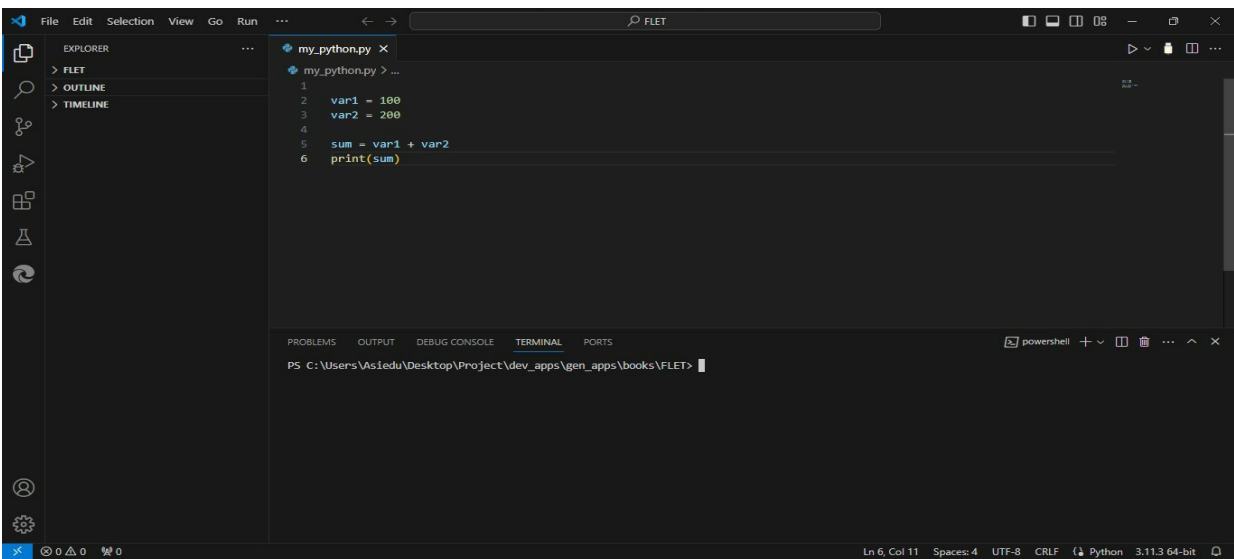 File Edit Selection View Go Run ··· FLET
EXPLORER ···
> FLET
> OUTLINE
> TIMELINE
my_python.py
my_python.py > ...
1
2 var1 = 100
3 var2 = 200
4
5 sum = var1 + var2
6 print(sum)
PROBLEMS OUTPUT DEBUG CONSOLE TERMINAL PORTS powershell
PS C:\Users\Asiedu\Desktop\Project\dev_apps\gen_apps\books\FLET>
0 0 0 Ln 6, Col 11 Spaces: 4 UTF-8 CRLF Python 3.11.3 64-bit